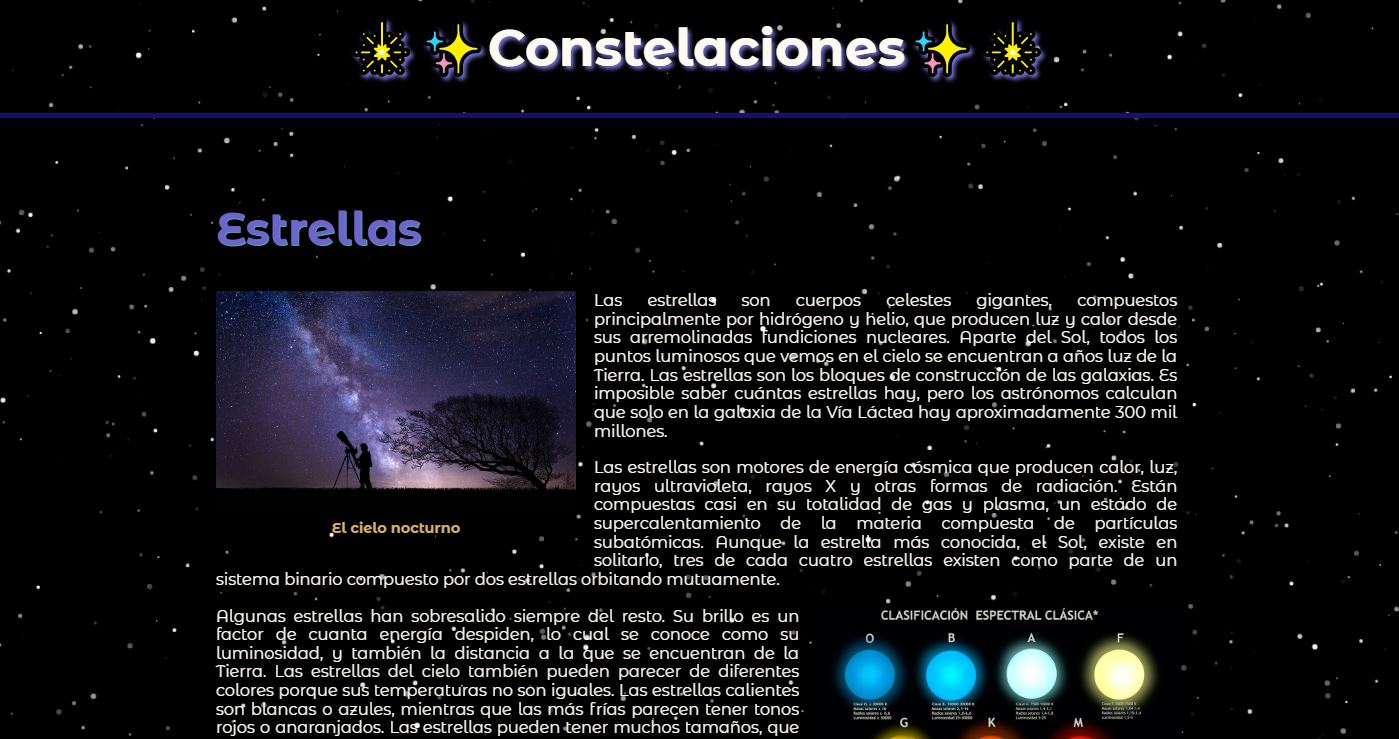 Constelaciones
Estrellas
Las estrellas son cuerpos celestes gigantes, compuestos
principalmente por hidrógeno y helio, que producen luz y calor desde
sus arremolinadas fundiciones nucleares. Aparte del Sol, todos los
puntos luminosos que vemos en el cielo se encuentran a años luz de la
Tierra. Las estrellas son los bloques de construcción de las galaxias. Es
imposible saber cuántas estrellas hay, pero los astrónomos calculan
que solo en la galaxia de la Vía Láctea hay aproximadamente 300 mil
millones.
El cielo nocturno
Las estrellas son motores de energía cósmica que producen calor, luz,
rayos ultravioleta, rayos X y otras formas de radiación. Están
compuestas casi en su totalidad de gas y plasma, un estado de
supercalentamiento de la materia compuesta de partículas
subatómicas. Aunque la estrella más conocida, el Sol, existe en
solitario, tres de cada cuatro estrellas existen como parte de un
sistema binario compuesto por dos estrellas orbitando mutuamente.
Algunas estrellas han sobresalido siempre del resto. Su brillo es un
factor de cuanta energía despiden, lo cual se conoce como su
luminosidad, y también la distancia a la que se encuentran de la
Tierra. Las estrellas del cielo también pueden parecer de diferentes
colores porque sus temperaturas no son iguales. Las estrellas calientes
son blancas o azules, mientras que las más frías parecen tener tonos
rojos o anaranjados. Las estrellas pueden tener muchos tamaños, que
CLASIFICACIÓN ESPECTRAL CLÁSICA*
O B A F
G K M